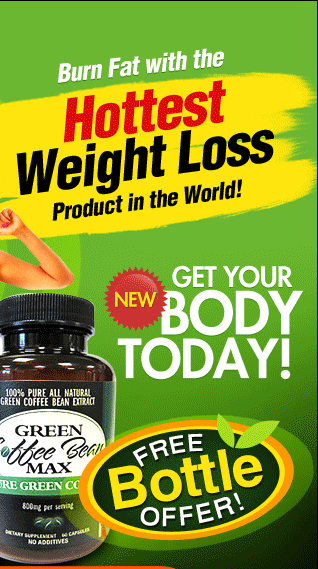 Burn Fat with the
Hottest
Weight Loss
Product in the World!
NEW
GET YOUR
BODY
TODAY!
100% PURE ALL NATURAL
GREEN COFFEE BEAN EXTRACT
GREEN
Coffee Bean
MAX
800mg per serving
DIETARY SUPPLEMENT 60 CAPSULES
NO ADDITIVES
FREE
Bottle
OFFER!